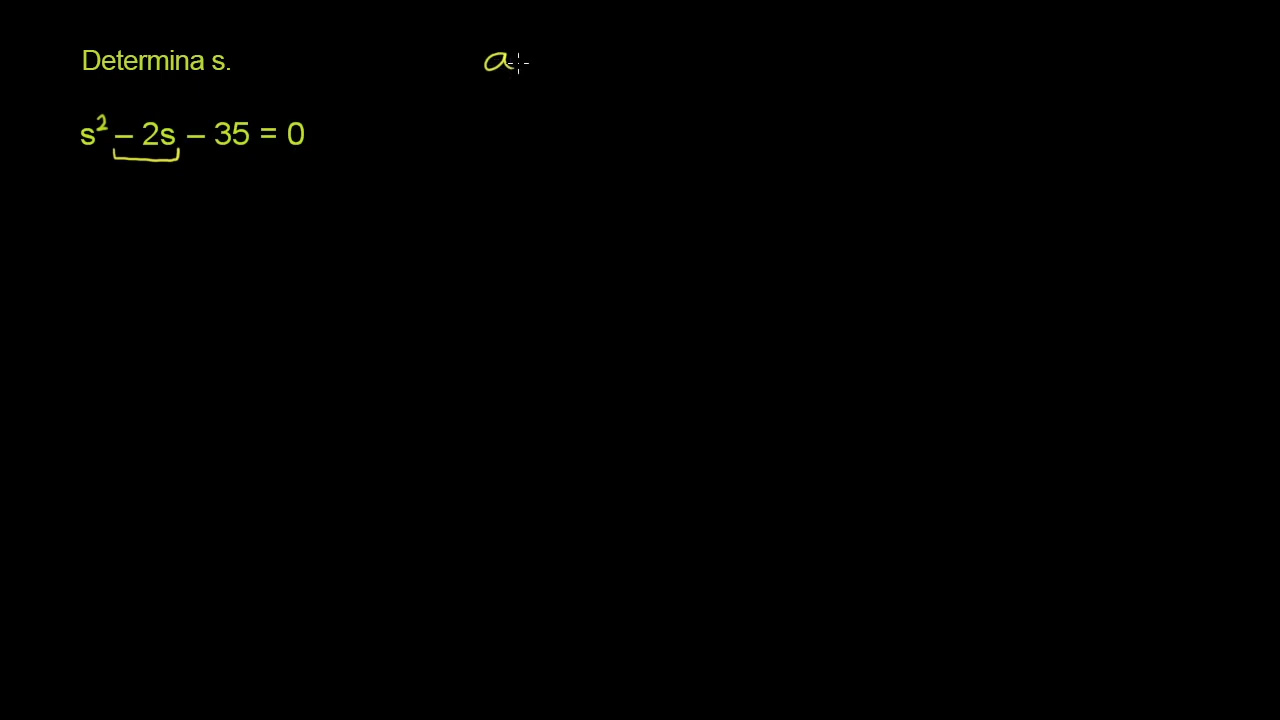 Determina s.
a
s² – 2s – 35 = 0